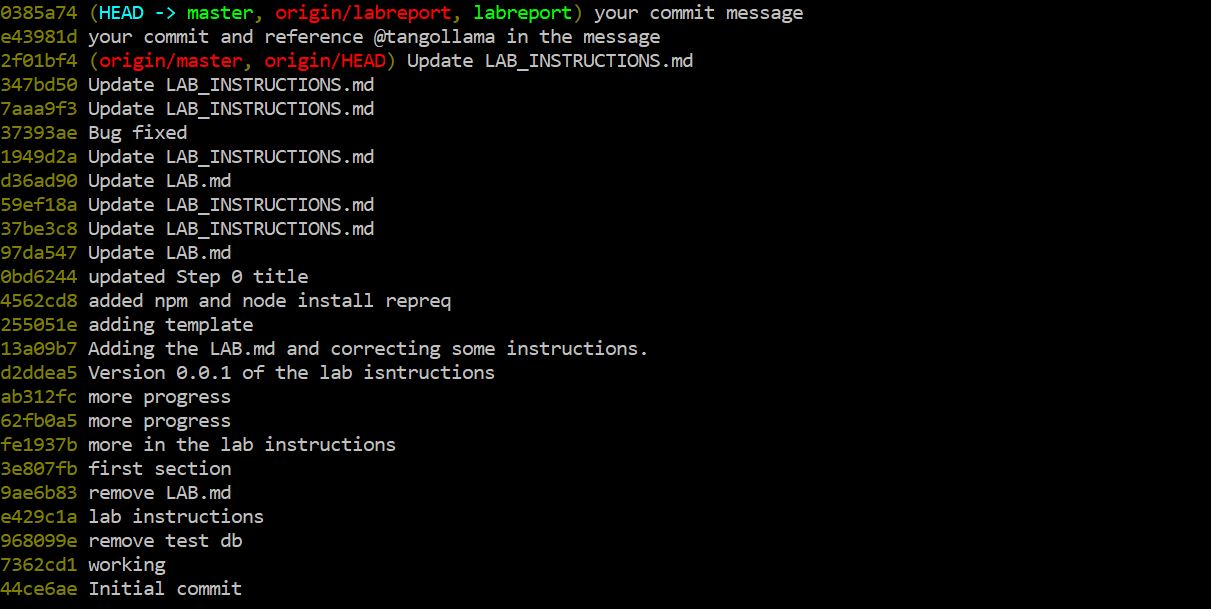 0385a74 (HEAD -> master, origin/labreport, labreport) your commit message
e43981d your commit and reference @tangollama in the message
2f01bf4 (origin/master, origin/HEAD) Update LAB_INSTRUCTIONS.md
347bd50 Update LAB_INSTRUCTIONS.md
7aaa9f3 Update LAB_INSTRUCTIONS.md
37393ae Bug fixed
1949d2a Update LAB_INSTRUCTIONS.md
d36ad90 Update LAB.md
59ef18a Update LAB_INSTRUCTIONS.md
37be3c8 Update LAB_INSTRUCTIONS.md
97da547 Update LAB.md
0bd6244 updated Step 0 title
4562cd8 added npm and node install repreq
255051e adding template
13a09b7 Adding the LAB.md and correcting some instructions.
d2ddea5 Version 0.0.1 of the lab isntructions
ab312fc more progress
62fb0a5 more progress
fe1937b more in the lab instructions
3e807fb first section
9ae6b83 remove LAB.md
e429c1a lab instructions
968099e remove test db
7362cd1 working
44ce6ae Initial commit